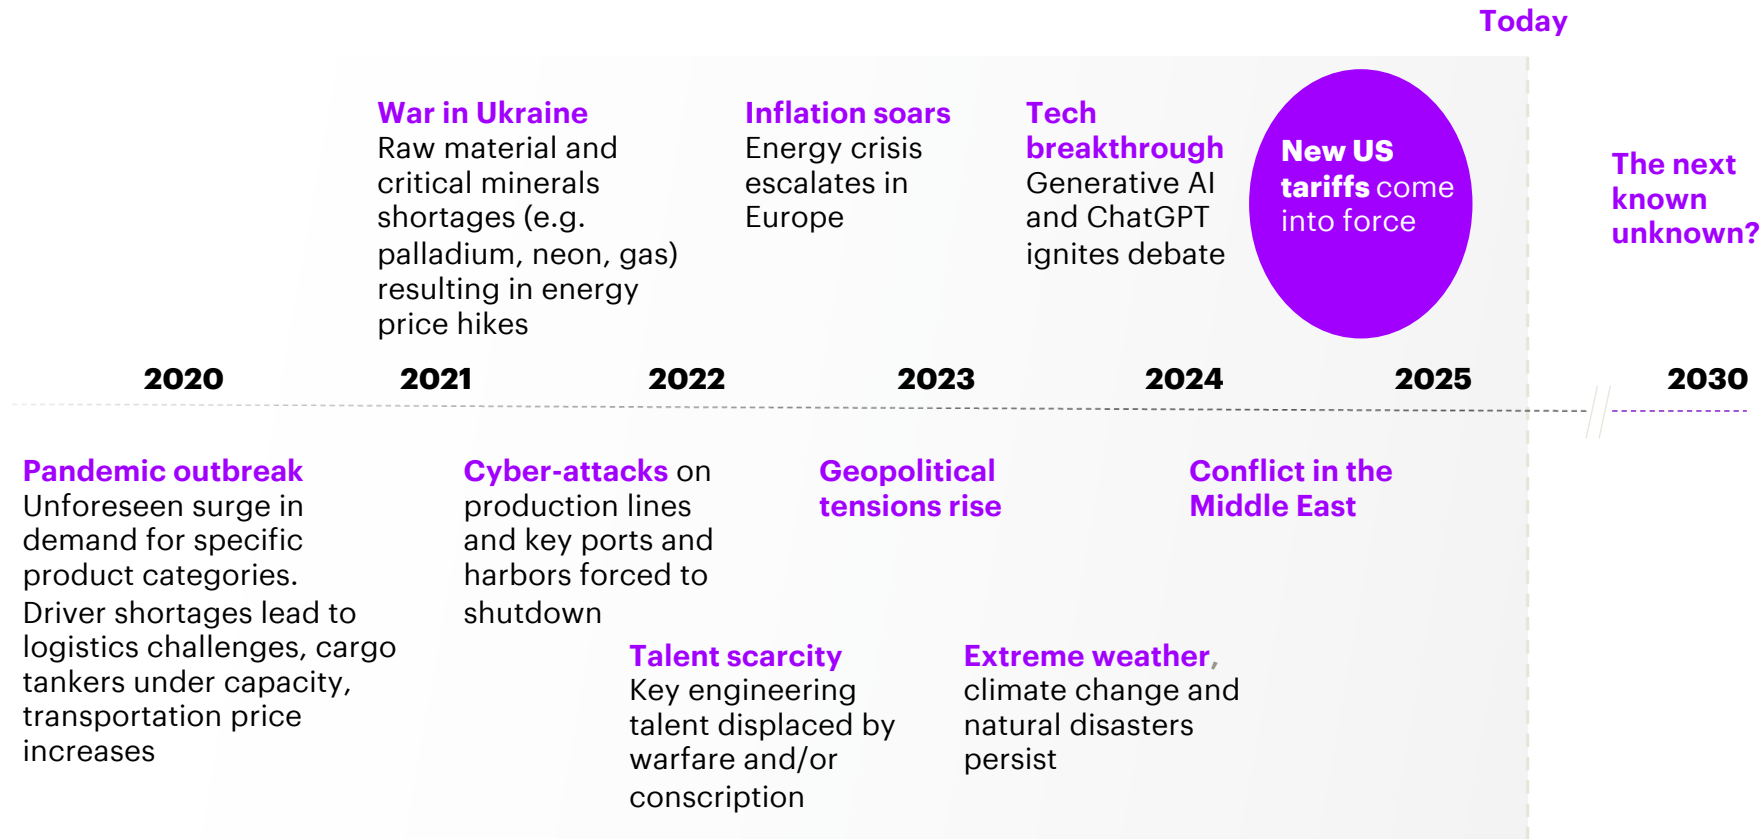 Today
War in Ukraine
Raw material and
critical minerals
shortages (e.g.
palladium, neon, gas)
resulting in energy
price hikes
Inflation soars
Energy crisis
escalates in
Europe
Tech
breakthrough
Generative AI
and ChatGPT
ignites debate
New US
tariffs come
into force
The next
known
unknown?
2020
2021
2022
2023
2024
2025
2030
Pandemic outbreak
Unforeseen surge in
demand for specific
product categories.
Driver shortages lead to
logistics challenges, cargo
tankers under capacity,
transportation price
increases
Cyber-attacks on
production lines
and key ports and
harbors forced to
shutdown
Talent scarcity
Key engineering
talent displaced by
warfare and/or
conscription
Geopolitical
tensions rise
Extreme weather,
climate change and
natural disasters
persist
Conflict in the
Middle East